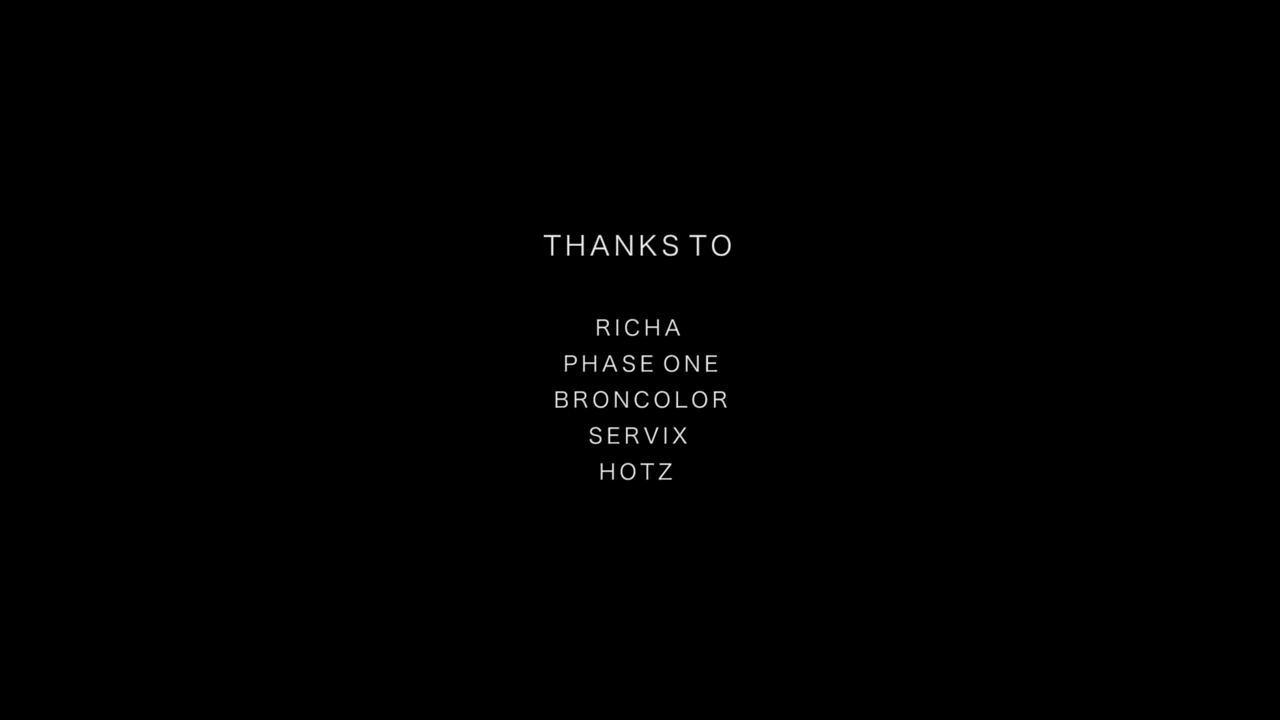 THANKS TO
RICHA
PHASE ONE
BRONCOLOR
SERVIX
HOTZ